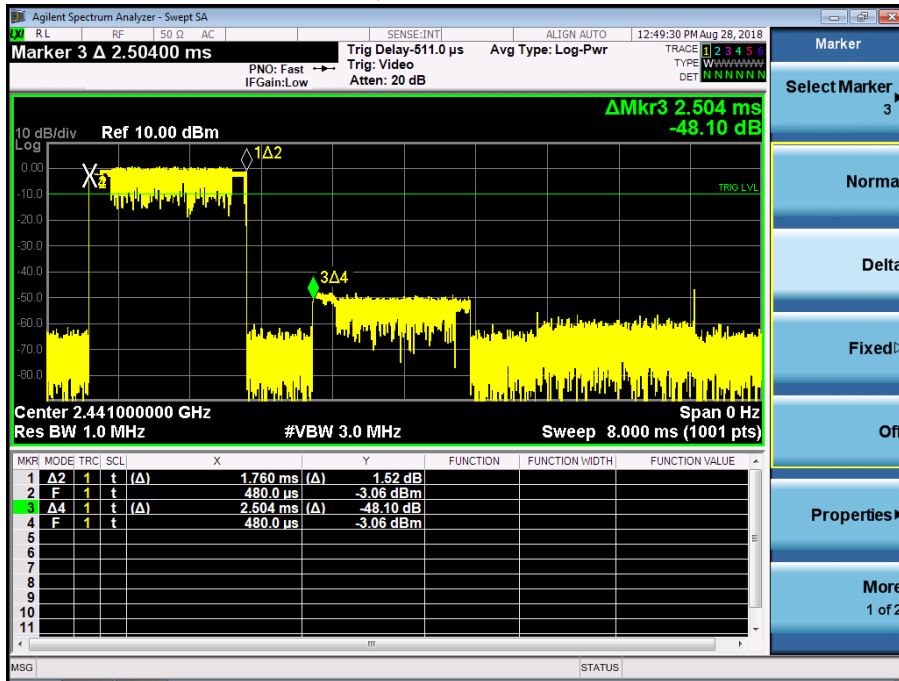 Agilent Spectrum Analyzer - Swept SA
LXI RL RF 50 Ω AC SENSE:INT ALIGN AUTO 12:49:30 PM Aug 28, 2018
Marker 3 Δ 2.50400 ms
PNO: Fast
IFGain:Low
Trig Delay-511.0 µs
Trig: Video
Atten: 20 dB
Avg Type: Log-Pwr
TRACE 1 2 3 4 5 6
TYPE WWWWWW
DET N N N N N N
ΔMkr3 2.504 ms
-48.10 dB
10 dB/div Ref 10.00 dBm
Log
0.00
-10.0
-20.0
-30.0
-40.0
-50.0
-60.0
-70.0
-80.0
1Δ2
2
TRIG LVL
3Δ4
Center 2.441000000 GHz Span 0 Hz
Res BW 1.0 MHz #VBW 3.0 MHz Sweep 8.000 ms (1001 pts)
MKR MODE TRC SCL X Y FUNCTION FUNCTION WIDTH FUNCTION VALUE
1 Δ2 1 t (Δ) 1.760 ms (Δ) 1.52 dB
2 F 1 t 480.0 µs -3.06 dBm
3 Δ4 1 t (Δ) 2.504 ms (Δ) -48.10 dB
4 F 1 t 480.0 µs -3.06 dBm
5
6
7
8
9
10
11
MSG STATUS
Marker
Select Marker
3
Norma
Delta
Fixed
Of
Properties
More
1 of 2